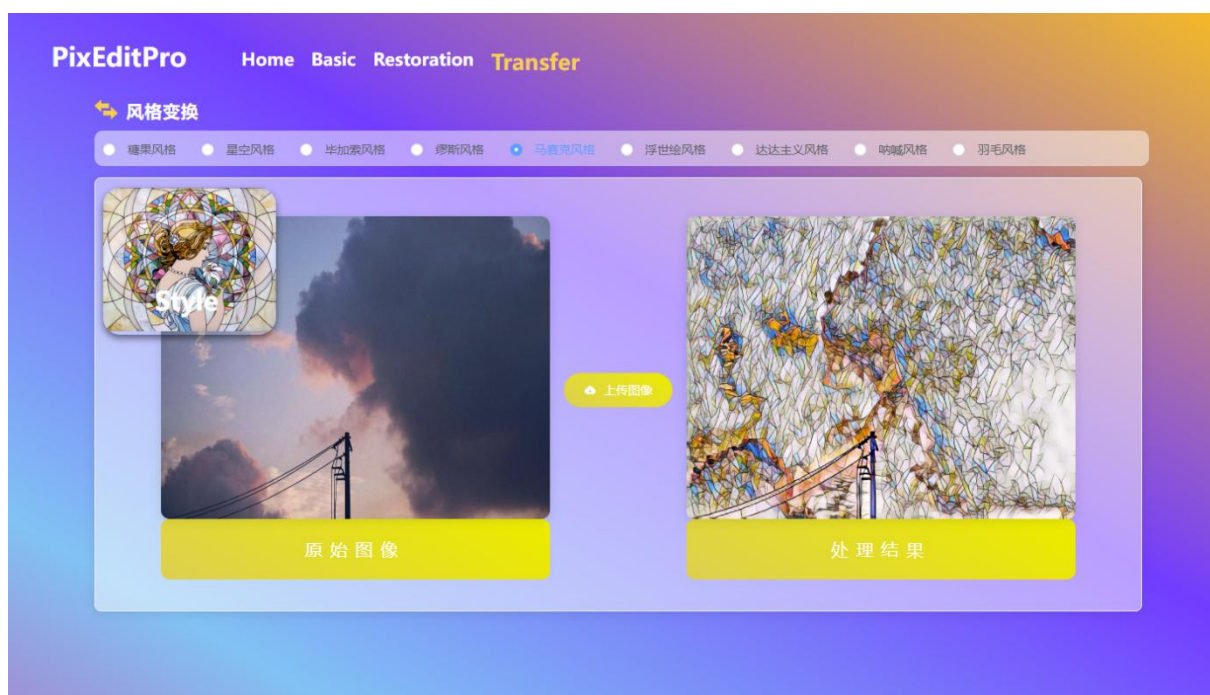 PixEditPro Home Basic Restoration Transfer
风格变换
糖果风格 星空风格 毕加索风格 缪斯风格 马赛克风格 浮世绘风格 达达主义风格 呐喊风格 羽毛风格
Style
上传图像
原始图像 处理结果